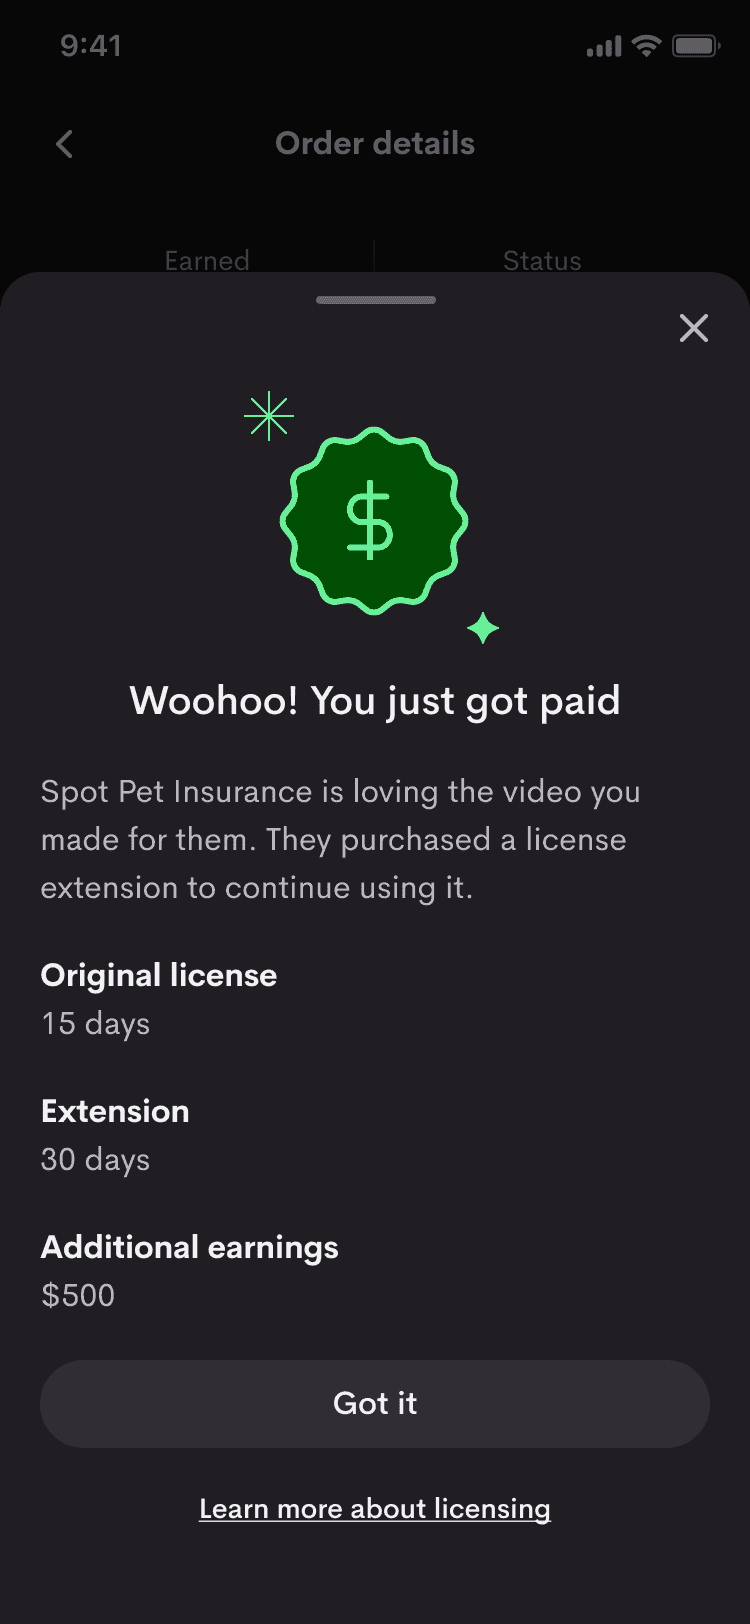 9:41
Order details
Earned
Status
$
Woohoo! You just got paid
Spot Pet Insurance is loving the video you
made for them. They purchased a license
extension to continue using it.
Original license
15 days
Extension
30 days
Additional earnings
$500
Got it
Learn more about licensing